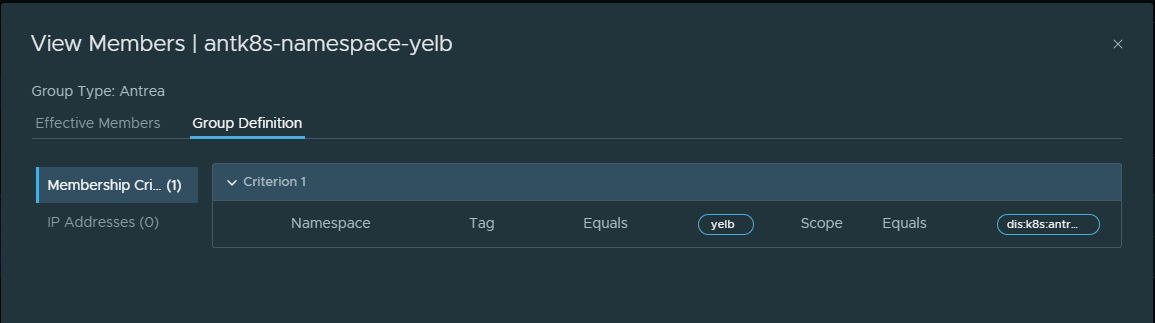 View Members | antk8s-namespace-yelb
Group Type: Antrea
Effective Members Group Definition
Membership Cri... (1)
IP Addresses (0)
Criterion 1
Namespace Tag Equals yelb Scope Equals dis:k8s:antr...